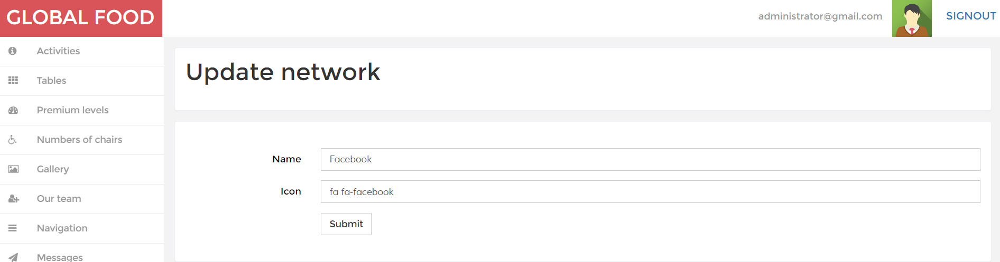 GLOBAL FOOD
administrator@gmail.com
SIGNOUT
Activities
Tables
Premium levels
Numbers of chairs
Gallery
Our team
Navigation
Messages
Update network
Name
Facebook
Icon
fa fa-facebook
Submit